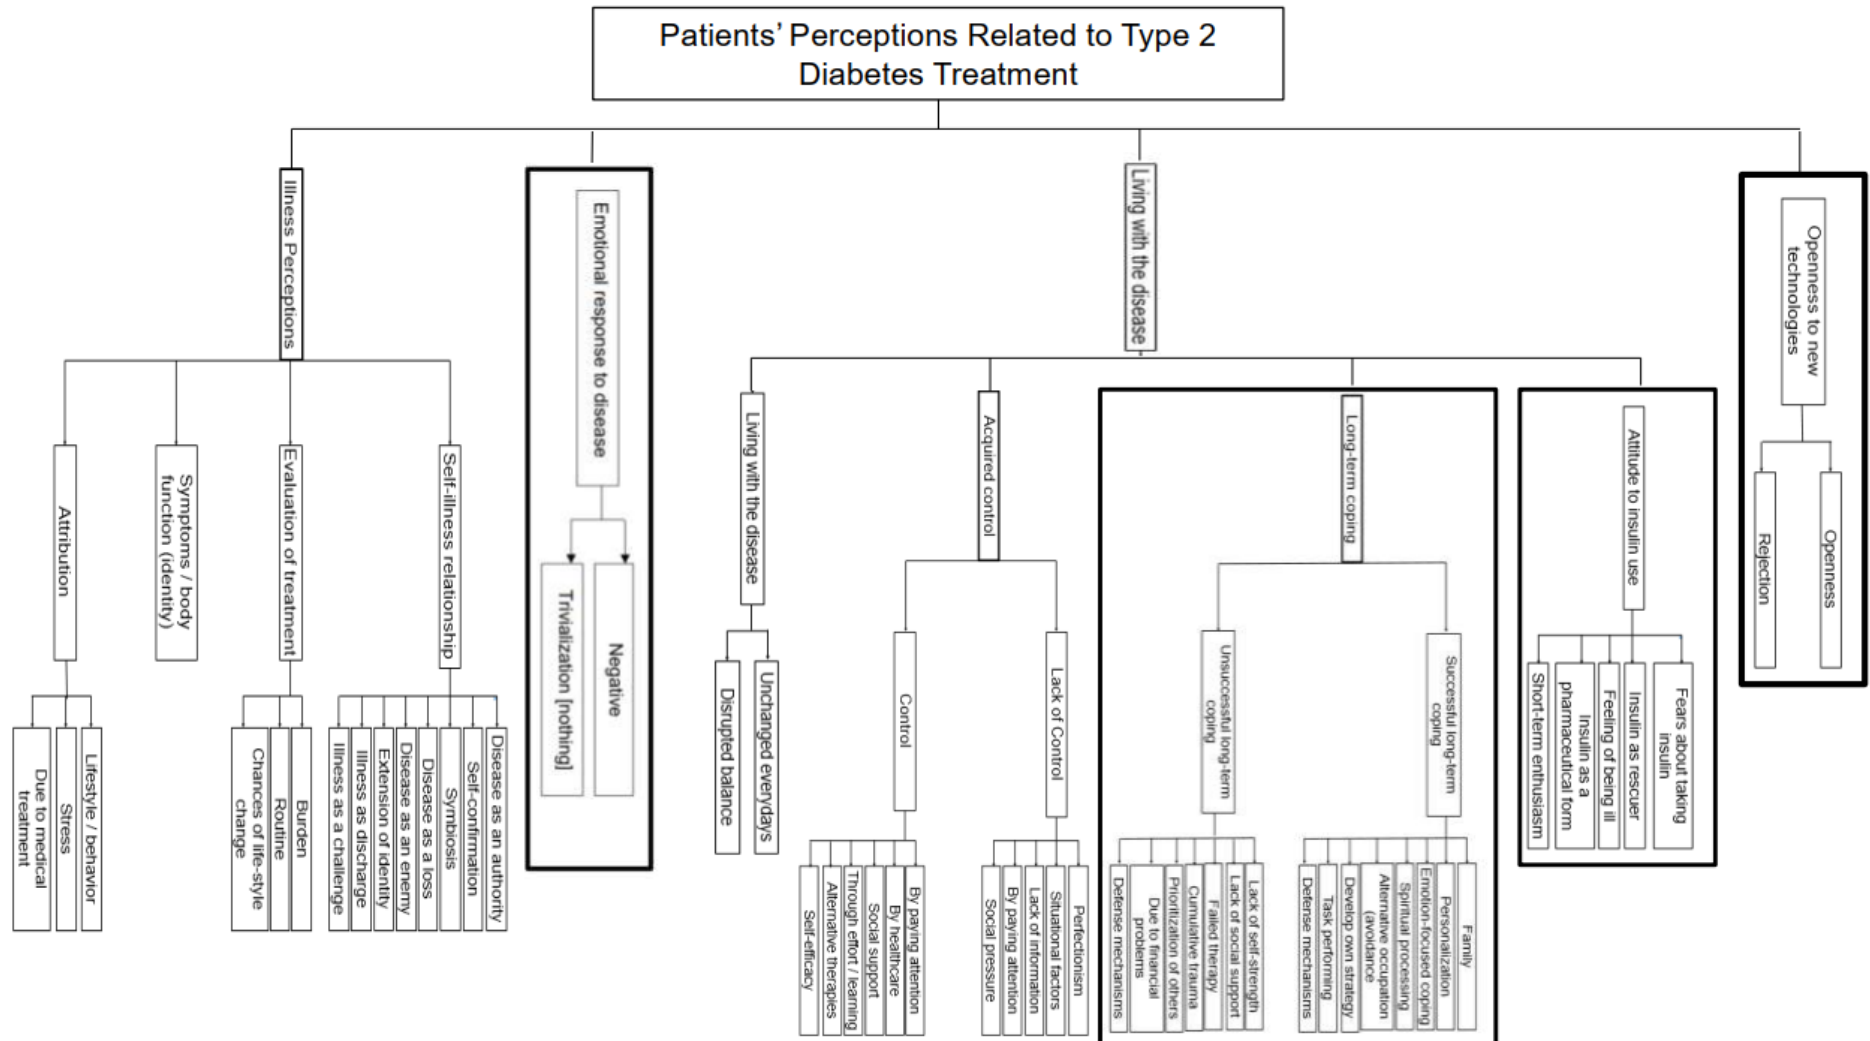 Patients' Perceptions Related to Type 2
Diabetes Treatment
Illness Perceptions
Emotional response to disease
Living with the disease
Openness to new
technologies
Attribution
Symptoms / body
function (identity)
Evaluation of treatment
Self-illness relationship
Trivialization [nothing]
Negative
Living with the disease
Acquired control
Long-term coping
Attitude to insulin use
Rejection
Openness
Due to medical
treatment
Stress
Lifestyle / behavior
Chances of life-style
change
Routine
Burden
Illness as a challenge
Illness as discharge
Extension of identity
Disease as an enemy
Disease as a loss
Symbiosis
Self-confirmation
Disease as an authority
Disrupted balance
Unchanged everydays
Control
Lack of Control
Unsuccessful long-term
coping
Successful long-term
coping
Short-term enthusiasm
Insulin as a
pharmaceutical form
Feeling of being ill
Insulin as rescuer
Fears about taking
insulin
Self-efficacy
Alternative therapies
Through effort / learning
Social support
By healthcare
By paying attention
Social pressure
By paying attention
Lack of information
Situational factors
Perfectionism
Defense mechanisms
Due to financial
problems
Prioritization of others
Cumulative trauma
Failed therapy
Lack of social support
Lack of self-strength
Defense mechanisms
Task performing
Develop own strategy
Alternative occupation
(avoidance
Spiritual processing
Emotion-focused coping
Personalization
Family